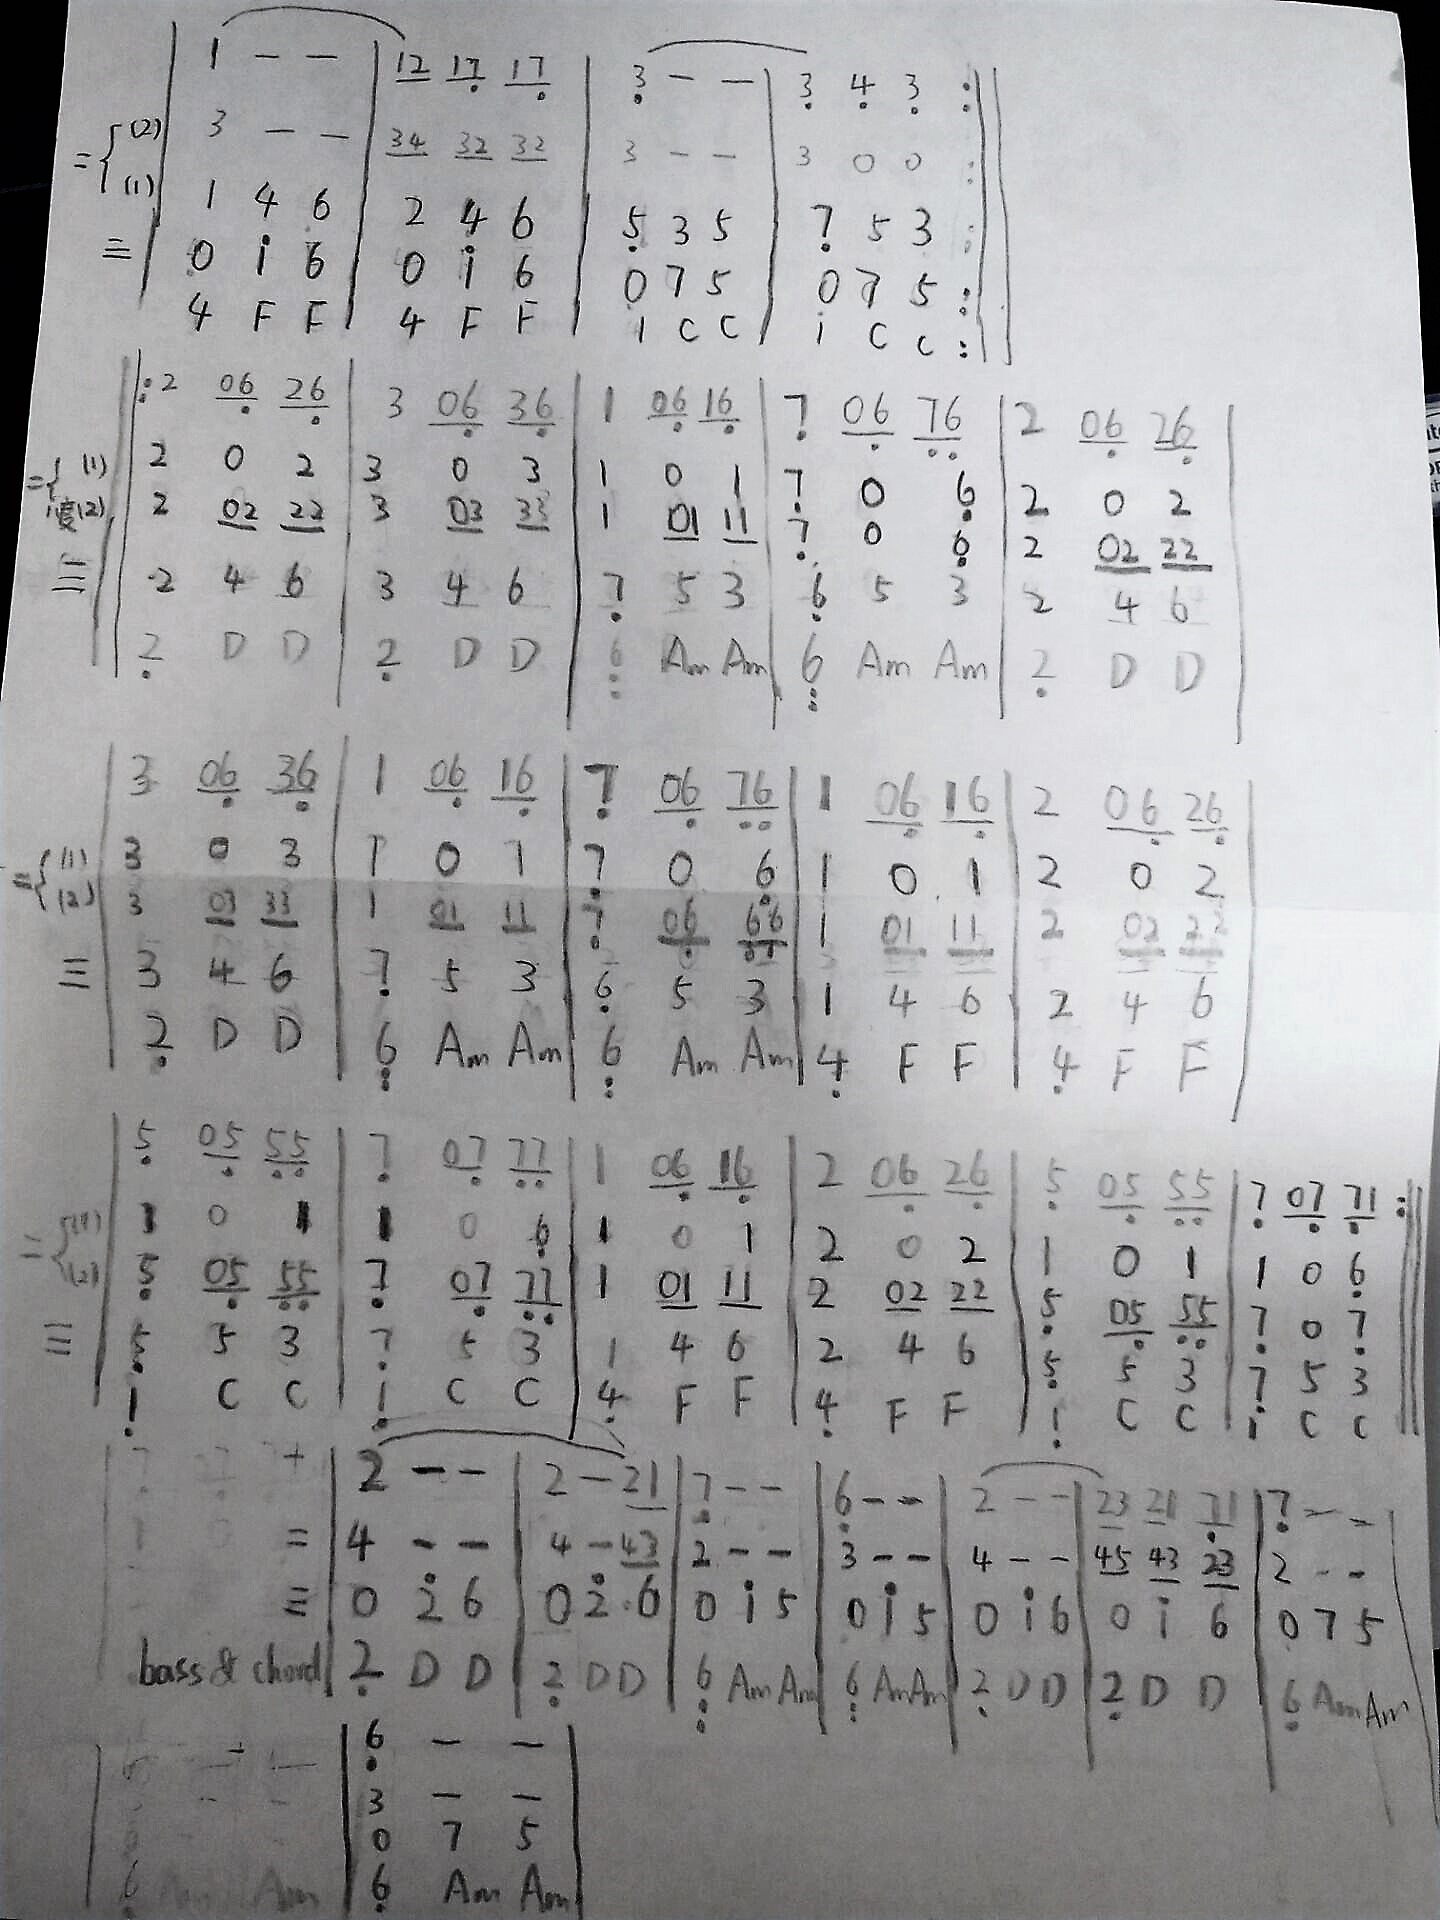 1 — — | 12 17 17 | 3 — — | 3 4 3 :||
={ (2) 3 — — | 34 32 32 | 3 — — | 3 0 0 :||
(1) 1 4 6 | 2 4 6 | 5 3 5 | 7 5 3 :||
≡ 0 i 6 | 0 i 6 | 0 7 5 | 0 7 5 :||
4 F F | 4 F F | 1 C C | 1 C C :||
||: 2 06 26 | 3 06 36 | 1 06 16 | 7 06 76 | 2 06 26 |
={ (1) 2 0 2 | 3 0 3 | 1 0 1 | 7 0 6 | 2 0 2 |
(2) 2 02 22 | 3 03 33 | 1 01 11 | 7 0 6 | 2 02 22 |
≡ 2 4 6 | 3 4 6 | 7 5 3 | 6 5 3 | 2 4 6 |
2 D D | 2 D D | 6 Am Am | 6 Am Am | 2 D D |
3 06 36 | 1 06 16 | 7 06 76 | 1 06 16 | 2 06 26 |
={ (1) 3 0 3 | 1 0 1 | 7 0 6 | 1 0 1 | 2 0 2 |
(2) 3 03 33 | 1 01 11 | 7 06 66 | 1 01 11 | 2 02 22 |
≡ 3 4 6 | 7 5 3 | 6 5 3 | 1 4 6 | 2 4 6 |
2 D D | 6 Am Am | 6 Am Am | 4 F F | 4 F F |
5 05 55 | 7 07 77 | 1 06 16 | 2 06 26 | 5 05 55 | 7 07 71 :||
={ (1) 1 0 1 | 1 0 6 | 1 0 1 | 2 0 2 | 1 0 1 | 1 0 6 ||
(2) 5 05 55 | 7 07 77 | 1 01 11 | 2 02 22 | 5 05 55 | 7 0 7 ||
≡ 5 5 3 | 7 5 3 | 1 4 6 | 2 4 6 | 5 5 3 | 7 5 3 ||
1 C C | 1 C C | 4 F F | 4 F F | 1 C C | 1 C C ||
| 2 — — | 2 — 21 | 7 — — | 6 — — | 2 — — | 23 21 71 | 7 — — |
= | 4 — — | 4 — 43 | 2 — — | 3 — — | 4 — — | 45 43 23 | 2 — — |
≡ | 0 2 6 | 0 2 6 | 0 i 5 | 0 i 5 | 0 i 6 | 0 i 6 | 0 7 5 |
bass & chord | 2 D D | 2 D D | 6 Am Am | 6 Am Am | 2 D D | 2 D D | 6 Am Am |
| 6 — — |
| 3 — — |
| 0 7 5 |
| 6 Am Am |